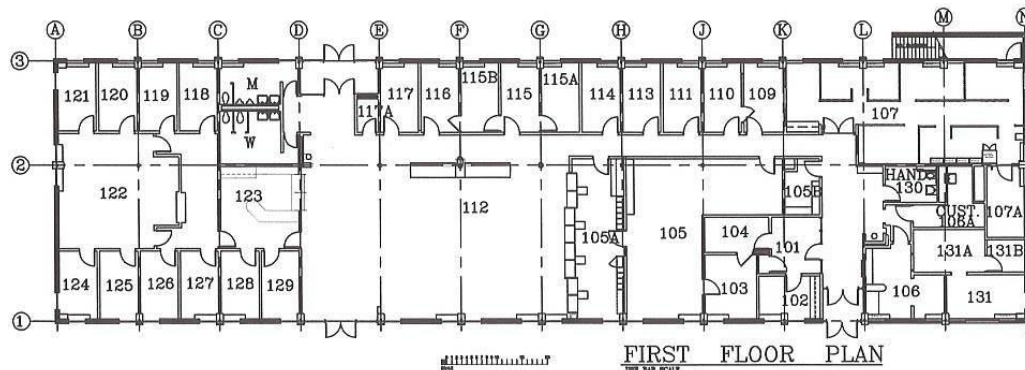 A B C D E F G H J K L M N
3
121 120 119 118 M 117A 117 116 115B 115 115A 114 113 111 110 109 107
W
2
122 123 112 105A 105 105B HAND. 130 CUST. 106A 107A
104 101 131A 131B
124 125 126 127 128 129 103 102 106 131
1
FIRST FLOOR PLAN